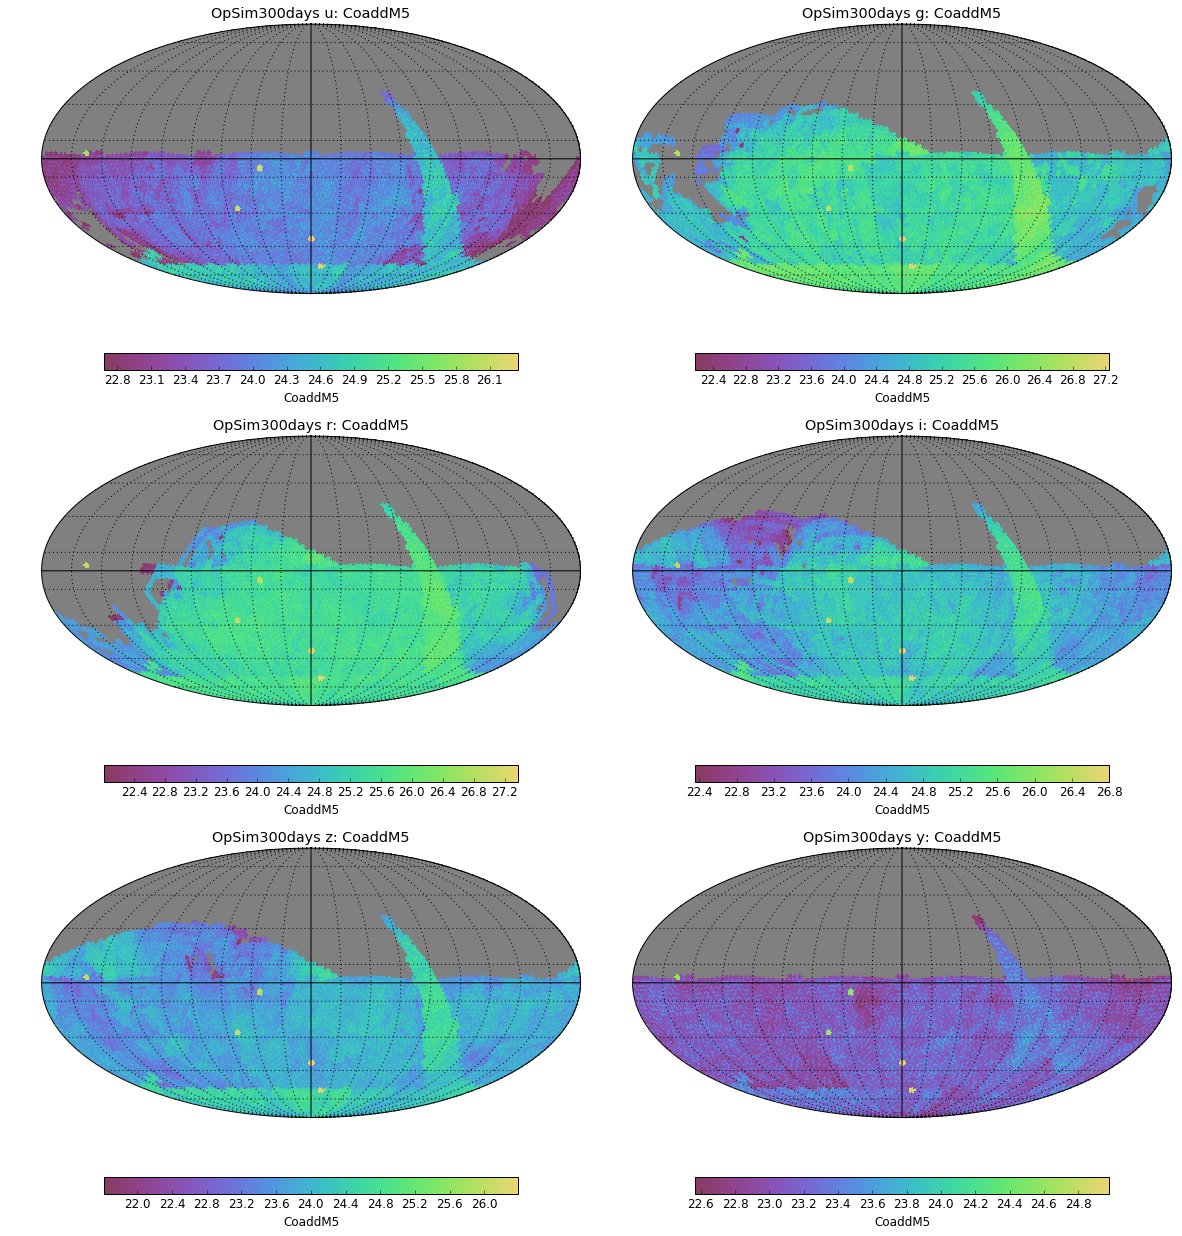 OpSim300days u: CoaddM5
OpSim300days g: CoaddM5
22.8 23.1 23.4 23.7 24.0 24.3 24.6 24.9 25.2 25.5 25.8 26.1
CoaddM5
22.4 22.8 23.2 23.6 24.0 24.4 24.8 25.2 25.6 26.0 26.4 26.8 27.2
CoaddM5
OpSim300days r: CoaddM5
OpSim300days i: CoaddM5
22.4 22.8 23.2 23.6 24.0 24.4 24.8 25.2 25.6 26.0 26.4 26.8 27.2
CoaddM5
22.4 22.8 23.2 23.6 24.0 24.4 24.8 25.2 25.6 26.0 26.4 26.8
CoaddM5
OpSim300days z: CoaddM5
OpSim300days y: CoaddM5
22.0 22.4 22.8 23.2 23.6 24.0 24.4 24.8 25.2 25.6 26.0
CoaddM5
22.6 22.8 23.0 23.2 23.4 23.6 23.8 24.0 24.2 24.4 24.6 24.8
CoaddM5